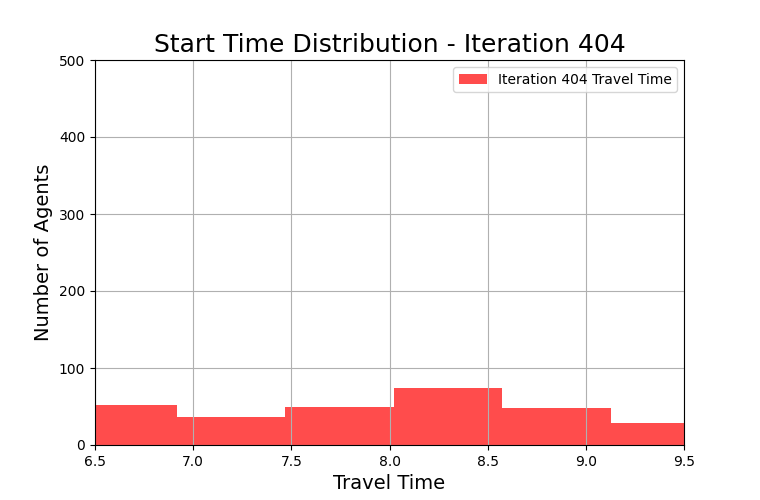 Start Time Distribution - Iteration 404
Iteration 404 Travel Time
Number of Agents
500
400
300
200
100
0
6.5 7.0 7.5 8.0 8.5 9.0 9.5
Travel Time